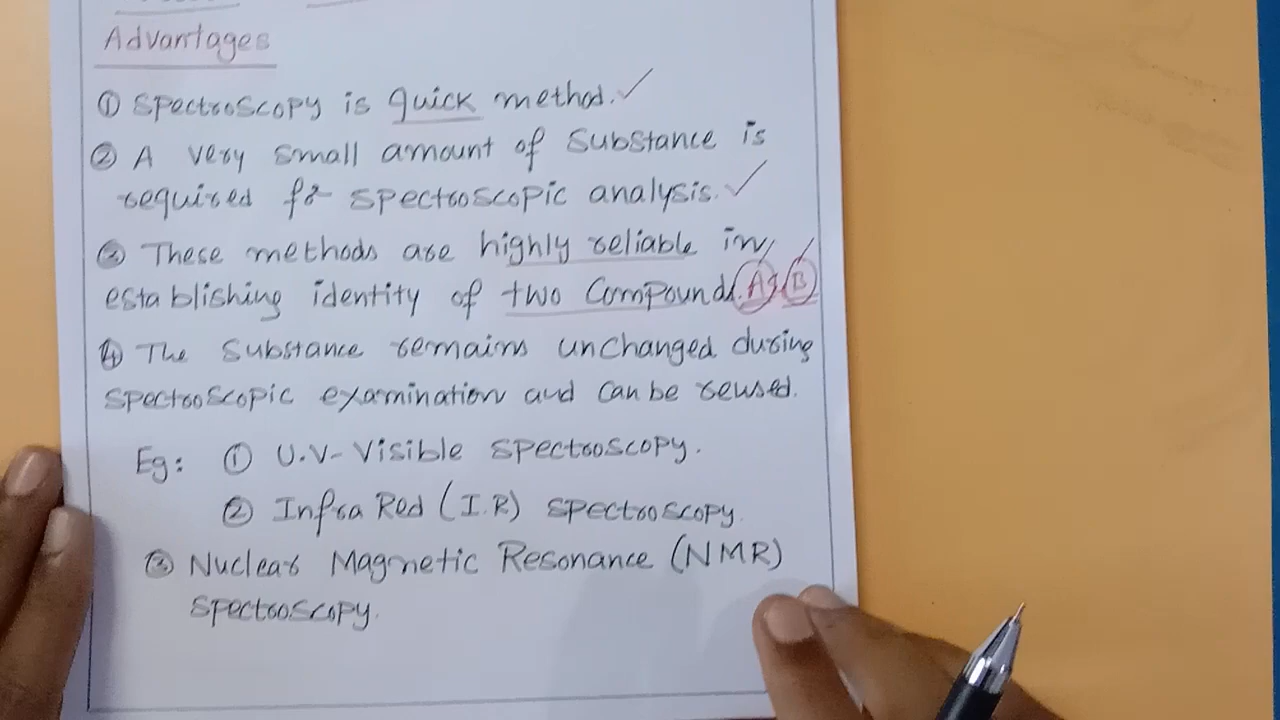 Advantages
① Spectroscopy is quick method.
② A very small amount of substance is
required for spectroscopic analysis.
③ These methods are highly reliable in
establishing identity of two compounds. A & B
④ The substance remains unchanged during
spectroscopic examination and can be reused.
Eg: ① U.V-Visible spectroscopy.
② Infra Red (I.R) spectroscopy.
③ Nuclear Magnetic Resonance (NMR)
spectroscopy.